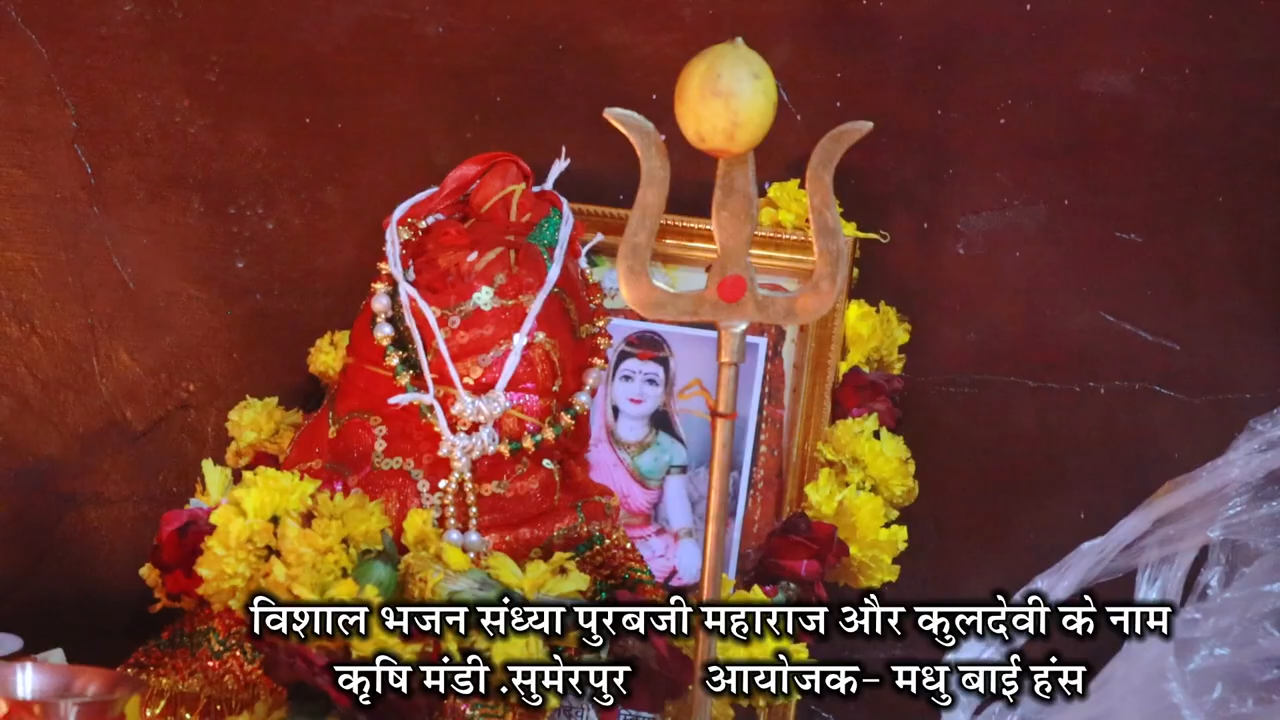 विशाल भजन संध्या पुरबजी महाराज और कुलदेवी के नाम
कृषि मंडी .सुमेरपुर आयोजक- मधु बाई हंस